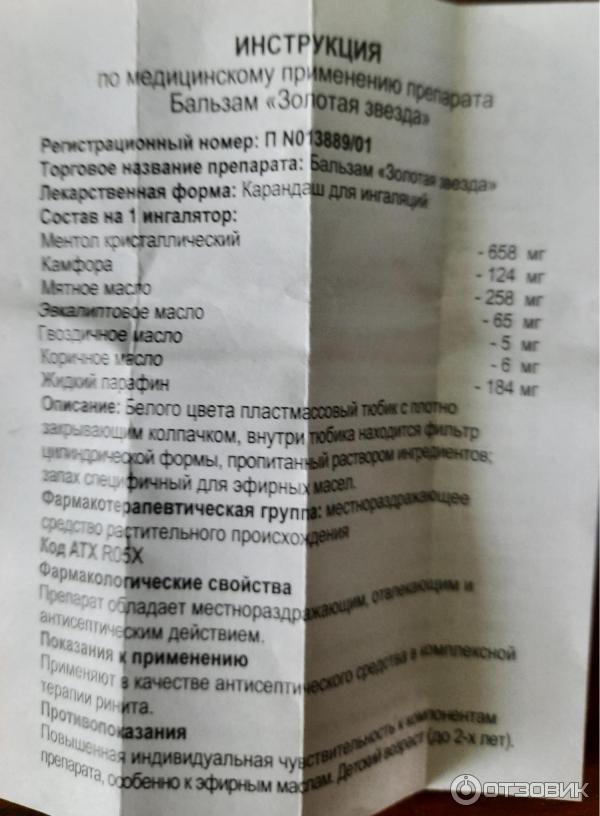 ИНСТРУКЦИЯ
по медицинскому применению препарата
Бальзам «Золотая звезда»
Регистрационный номер: П N013889/01
Торговое название препарата: Бальзам «Золотая звезда»
Лекарственная форма: Карандаш для ингаляций
Состав на 1 ингалятор:
Ментол кристаллический - 658 мг
Камфора - 124 мг
Мятное масло - 258 мг
Эвкалиптовое масло - 65 мг
Гвоздичное масло - 5 мг
Коричное масло - 6 мг
Жидкий парафин - 184 мг
Описание: Белого цвета пластмассовый тюбик с плотно
закрывающим колпачком, внутри тюбика находится фильтр
цилиндрической формы, пропитанный раствором ингредиентов;
запах специфичный для эфирных масел.
Фармакотерапевтическая группа: местнораздражающее
средство растительного происхождения
Код АТХ R05X
Фармакологические свойства
Препарат обладает местнораздражающим, отвлекающим и
антисептическим действием.
Показания к применению
Применяют в качестве антисептического средства в комплексной
терапии ринита.
Противопоказания
Повышенная индивидуальная чувствительность к компонентам
препарата, особенно к эфирным маслам. Детский возраст (до 2-х лет).
ОТЗОВИК